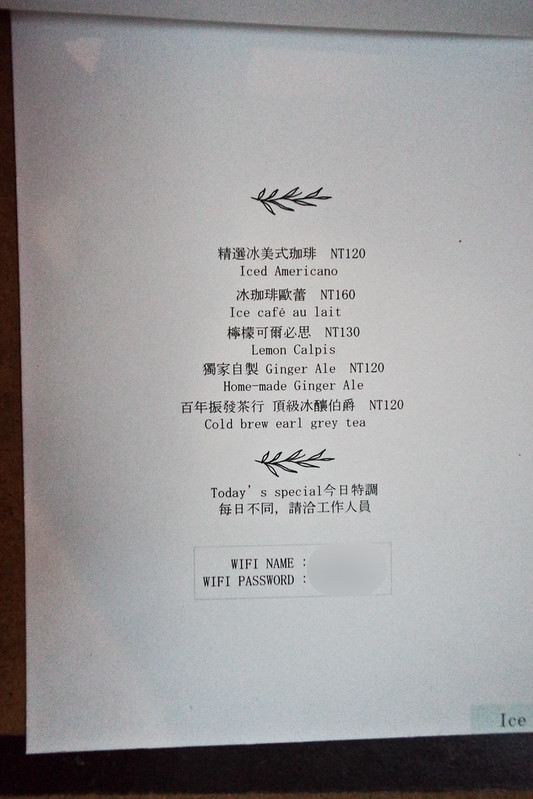 精選冰美式珈琲 NT120
Iced Americano
冰珈琲歐蕾 NT160
Ice café au lait
檸檬可爾必思 NT130
Lemon Calpis
獨家自製 Ginger Ale NT120
Home-made Ginger Ale
百年振發茶行 頂級冰釀伯爵 NT120
Cold brew earl grey tea
Today's special今日特調
每日不同, 請洽工作人員
WIFI NAME :
WIFI PASSWORD :
Ice